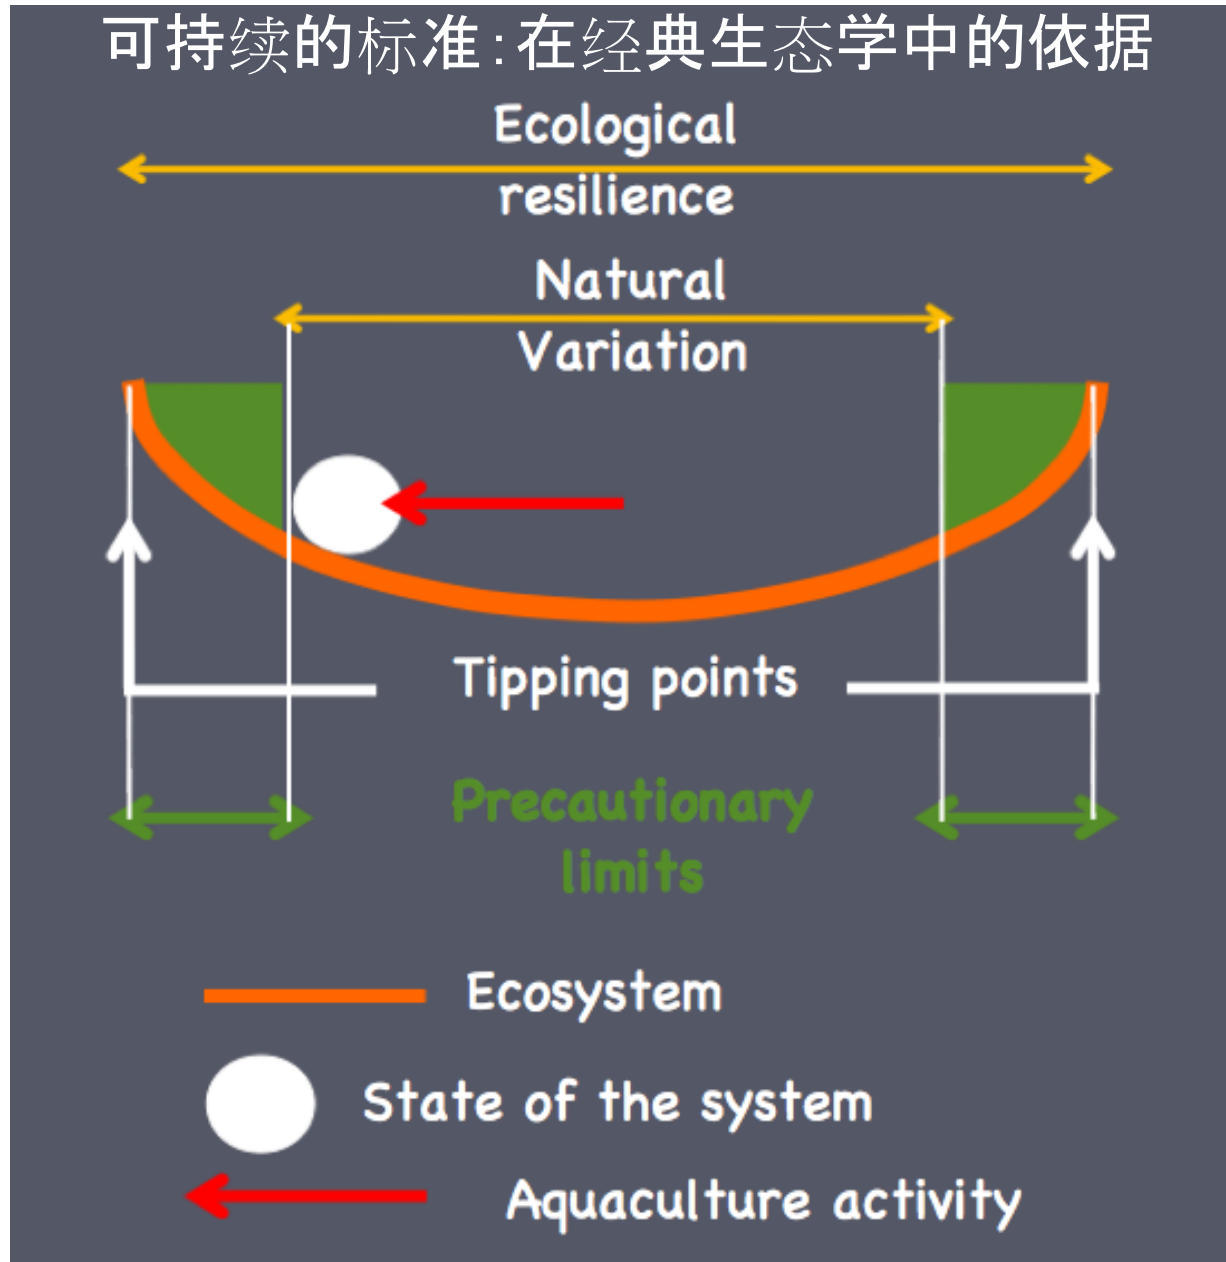 可持续的标准:在经典生态学中的依据
Ecological
resilience
Natural
Variation
Tipping points
Precautionary
limits
Ecosystem
State of the system
Aquaculture activity